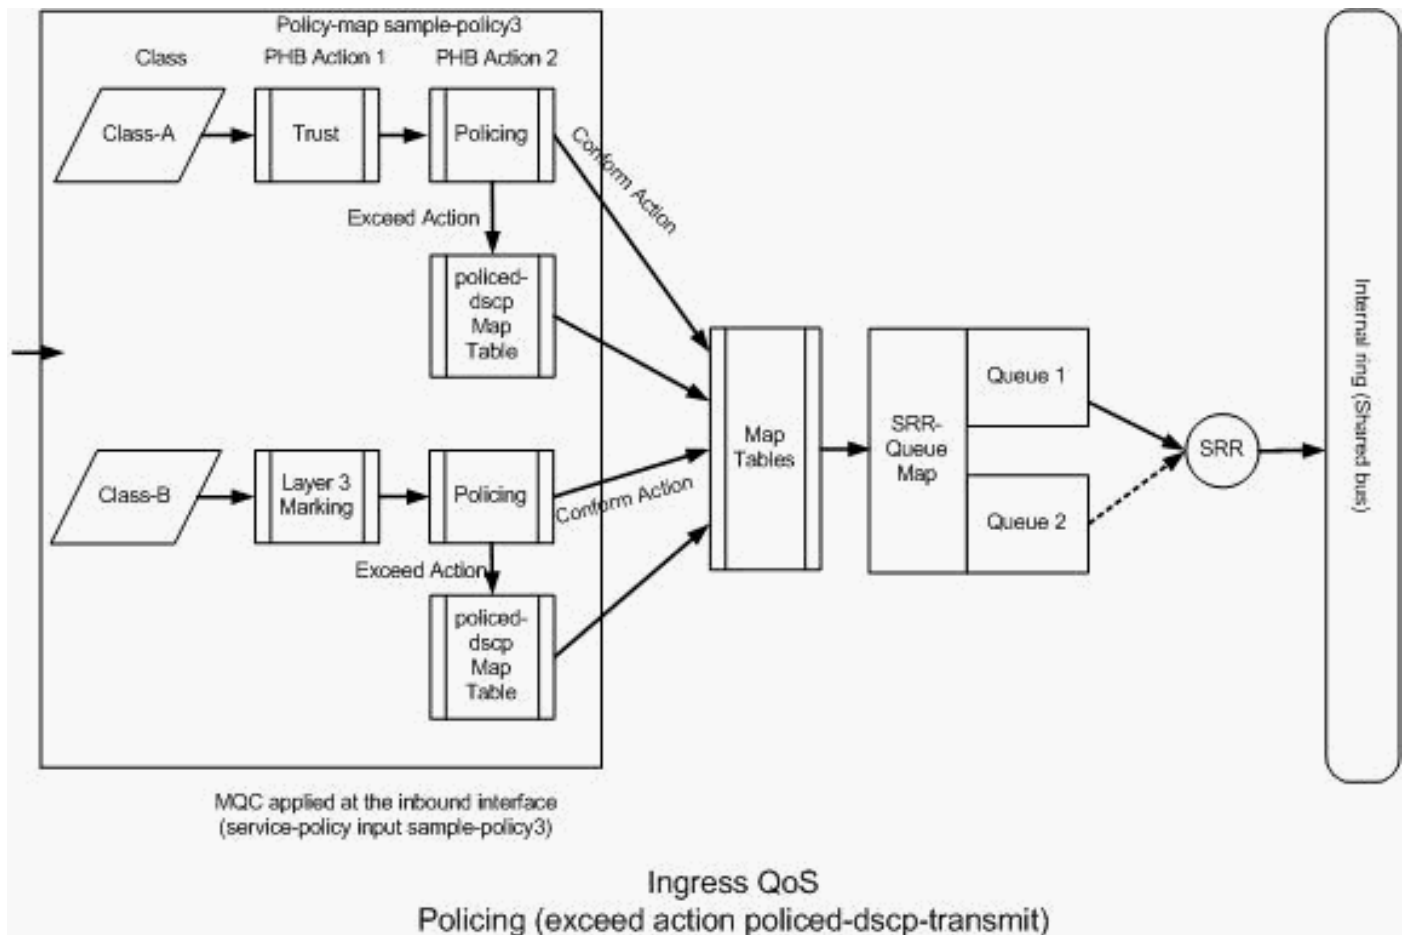 Policy-map sample-policy3
Class
PHB Action 1
PHB Action 2
Class-A
Trust
Policing
Conform Action
Exceed Action
policed-
dscp
Map
Table
Class-B
Layer 3
Marking
Policing
Conform Action
Exceed Action
policed-
dscp
Map
Table
Map
Tables
SRR-
Queue
Map
Queue 1
Queue 2
SRR
Internal ring (Shared bus)
MQC applied at the inbound interface
(service-policy input sample-policy3)
Ingress QoS
Policing (exceed action policed-dscp-transmit)